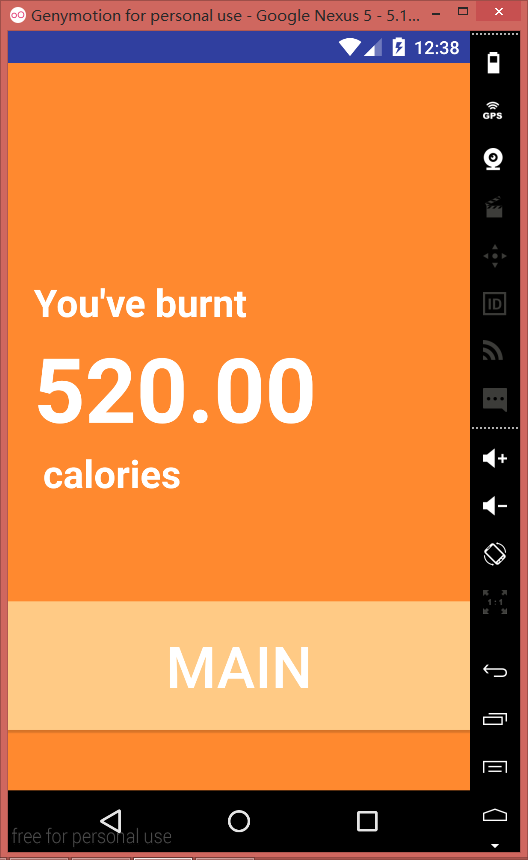 Genymotion for personal use - Google Nexus 5 - 5.1...
12:38
GPS
ID
You've burnt
520.00
calories
1:1
MAIN
free for personal use